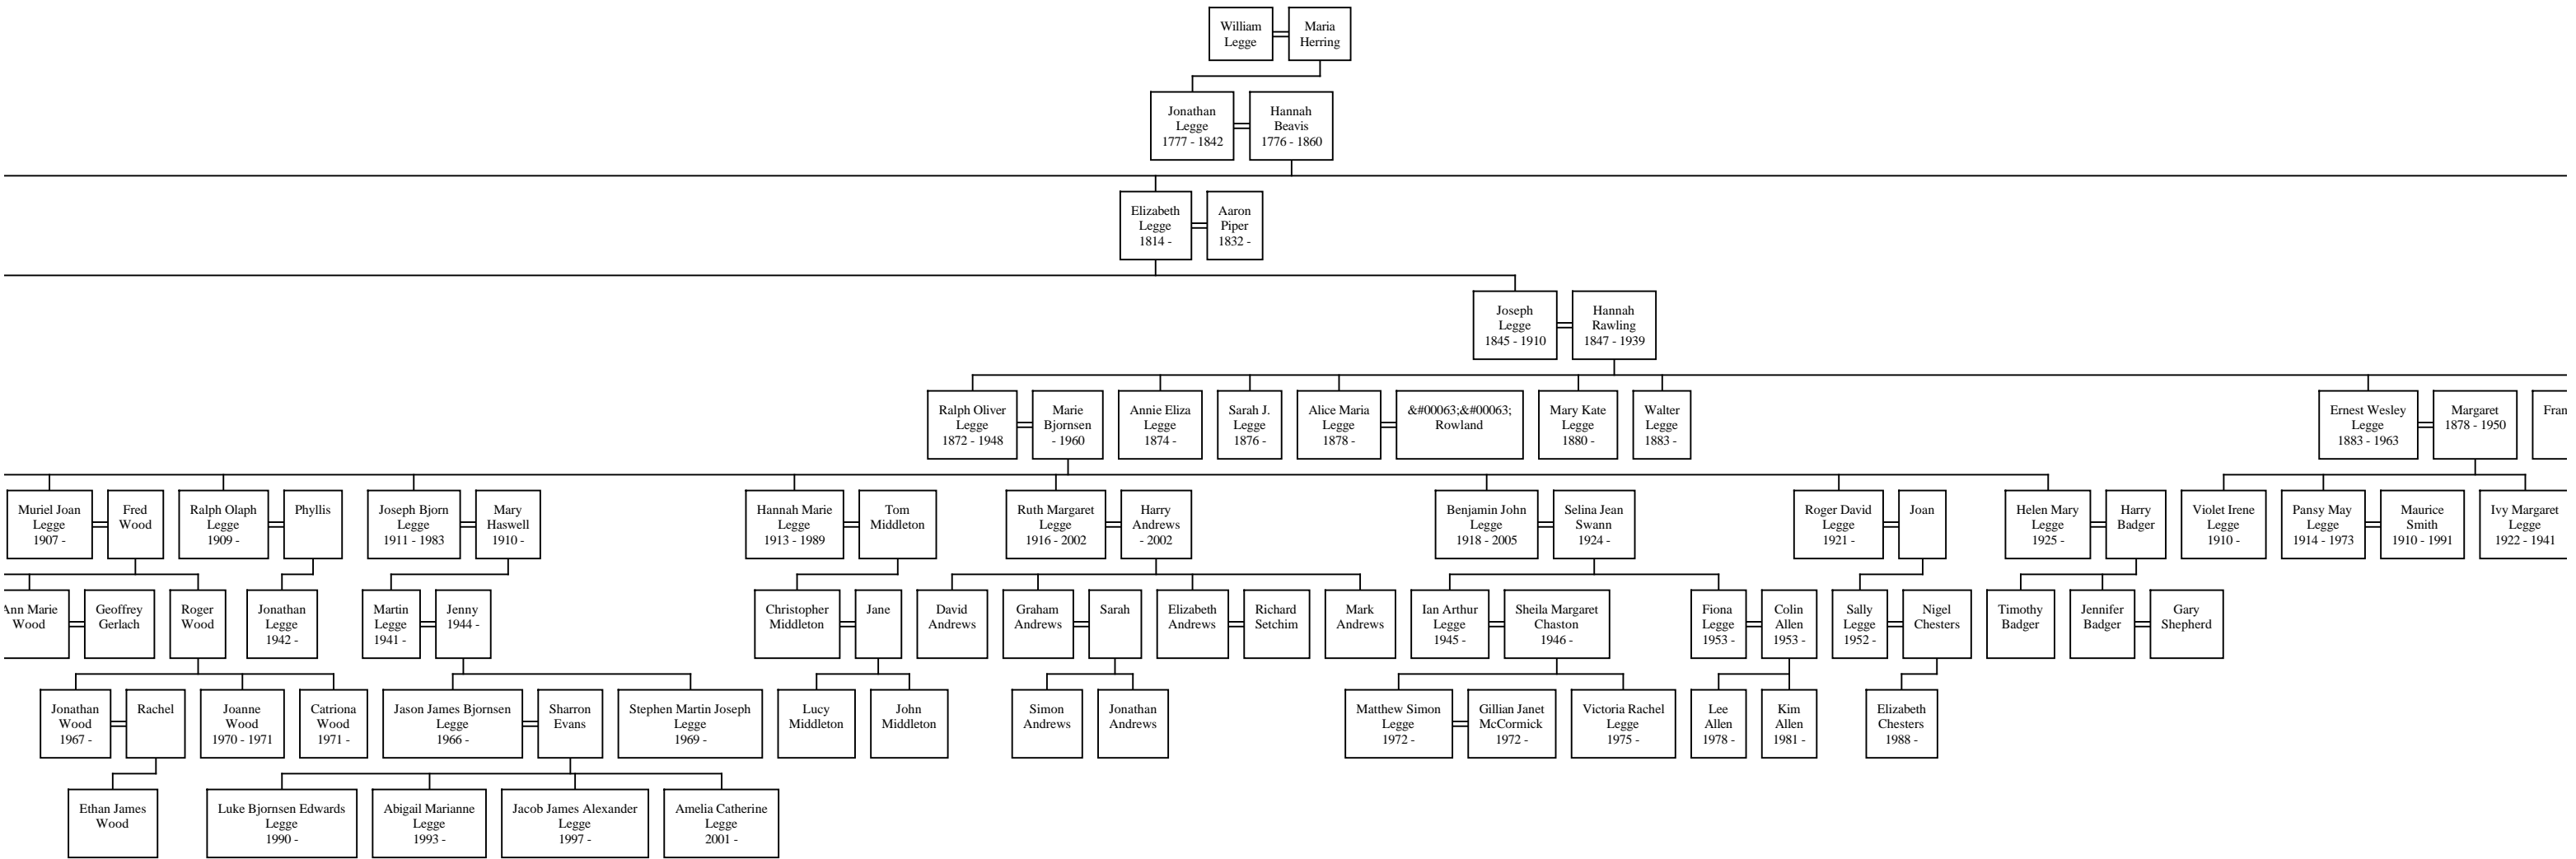 William
Legge
Maria
Herring
Jonathan
Legge
1777 - 1842
Hannah
Beavis
1776 - 1860
Elizabeth
Legge
1814 -
Aaron
Piper
1832 -
Joseph
Legge
1845 - 1910
Hannah
Rawling
1847 - 1939
Ralph Oliver
Legge
1872 - 1948
Marie
Bjornsen
- 1960
Annie Eliza
Legge
1874 -
Sarah J.
Legge
1876 -
Alice Maria
Legge
1878 -
&#00063;&#00063;
Rowland
Mary Kate
Legge
1880 -
Walter
Legge
1883 -
Ernest Wesley
Legge
1883 - 1963
Margaret
1878 - 1950
Fran
Muriel Joan
Legge
1907 -
Fred
Wood
Ralph Olaph
Legge
1909 -
Phyllis
Joseph Bjorn
Legge
1911 - 1983
Mary
Haswell
1910 -
Hannah Marie
Legge
1913 - 1989
Tom
Middleton
Ruth Margaret
Legge
1916 - 2002
Harry
Andrews
- 2002
Benjamin John
Legge
1918 - 2005
Selina Jean
Swann
1924 -
Roger David
Legge
1921 -
Joan
Helen Mary
Legge
1925 -
Harry
Badger
Violet Irene
Legge
1910 -
Pansy May
Legge
1914 - 1973
Maurice
Smith
1910 - 1991
Ivy Margaret
Legge
1922 - 1941
Ann Marie
Wood
Geoffrey
Gerlach
Roger
Wood
Jonathan
Legge
1942 -
Martin
Legge
1941 -
Jenny
1944 -
Christopher
Middleton
Jane
David
Andrews
Graham
Andrews
Sarah
Elizabeth
Andrews
Richard
Setchim
Mark
Andrews
Ian Arthur
Legge
1945 -
Sheila Margaret
Chaston
1946 -
Fiona
Legge
1953 -
Colin
Allen
1953 -
Sally
Legge
1952 -
Nigel
Chesters
Timothy
Badger
Jennifer
Badger
Gary
Shepherd
Jonathan
Wood
1967 -
Rachel
Joanne
Wood
1970 - 1971
Catriona
Wood
1971 -
Jason James Bjornsen
Legge
1966 -
Sharron
Evans
Stephen Martin Joseph
Legge
1969 -
Lucy
Middleton
John
Middleton
Simon
Andrews
Jonathan
Andrews
Matthew Simon
Legge
1972 -
Gillian Janet
McCormick
1972 -
Victoria Rachel
Legge
1975 -
Lee
Allen
1978 -
Kim
Allen
1981 -
Elizabeth
Chesters
1988 -
Ethan James
Wood
Luke Bjornsen Edwards
Legge
1990 -
Abigail Marianne
Legge
1993 -
Jacob James Alexander
Legge
1997 -
Amelia Catherine
Legge
2001 -